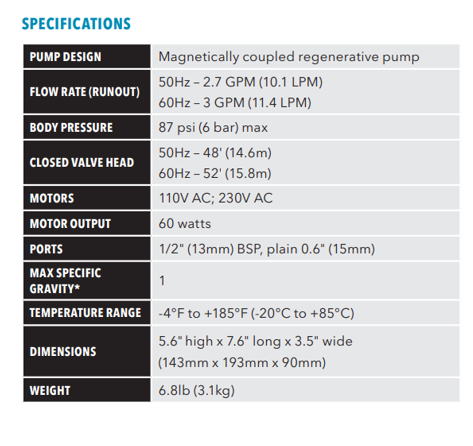 SPECIFICATIONS
PUMP DESIGN Magnetically coupled regenerative pump
FLOW RATE (RUNOUT) 50Hz – 2.7 GPM (10.1 LPM)
60Hz – 3 GPM (11.4 LPM)
BODY PRESSURE 87 psi (6 bar) max
CLOSED VALVE HEAD 50Hz – 48' (14.6m)
60Hz – 52' (15.8m)
MOTORS 110V AC; 230V AC
MOTOR OUTPUT 60 watts
PORTS 1/2" (13mm) BSP, plain 0.6" (15mm)
MAX SPECIFIC
GRAVITY* 1
TEMPERATURE RANGE -4°F to +185°F (-20°C to +85°C)
DIMENSIONS 5.6" high x 7.6" long x 3.5" wide
(143mm x 193mm x 90mm)
WEIGHT 6.8lb (3.1kg)